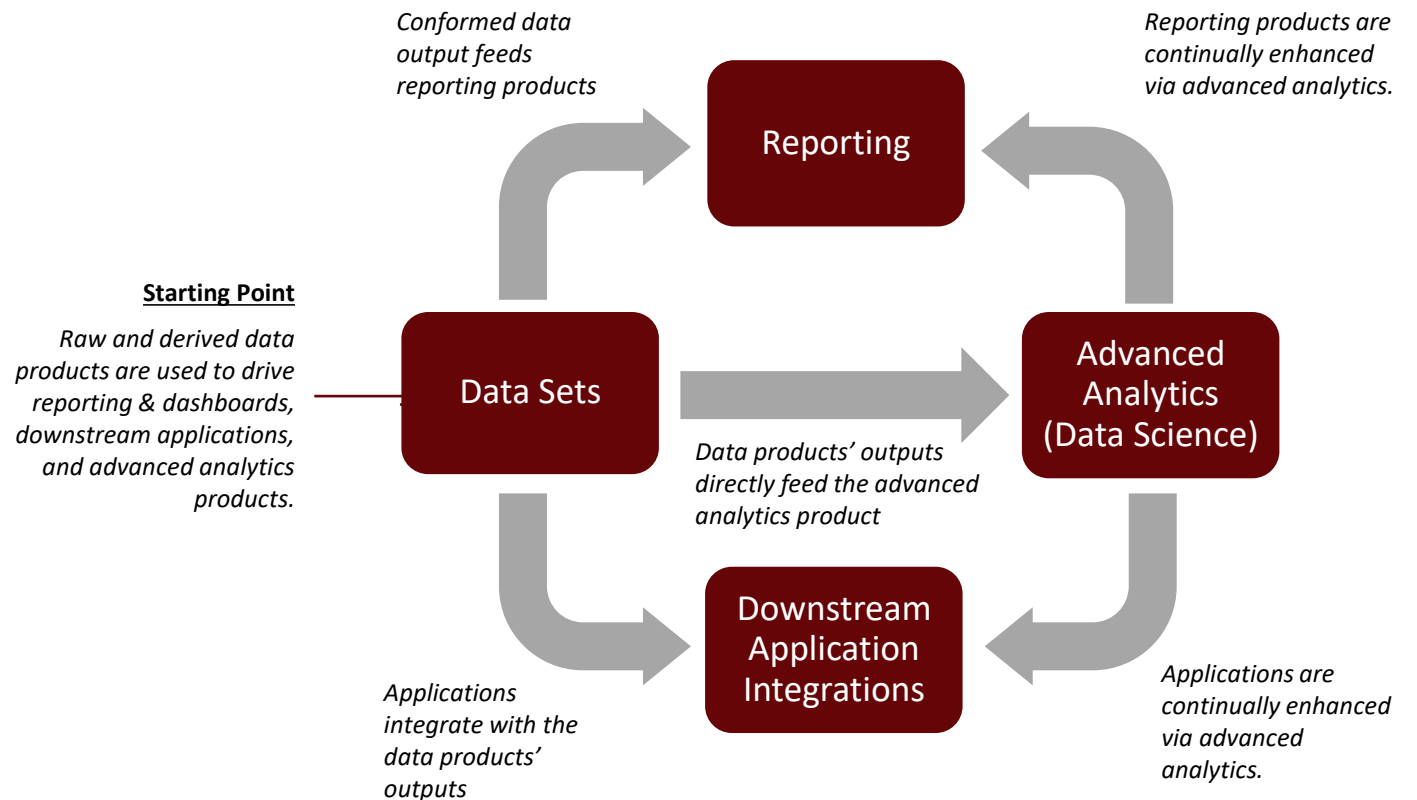 Conformed data
output feeds
reporting products
Reporting products are
continually enhanced
via advanced analytics.
Reporting
Starting Point
Raw and derived data
products are used to drive
reporting & dashboards,
downstream applications,
and advanced analytics
products.
Data Sets
Advanced
Analytics
(Data Science)
Data products’ outputs
directly feed the advanced
analytics product
Downstream
Application
Integrations
Applications
integrate with the
data products’
outputs
Applications are
continually enhanced
via advanced
analytics.